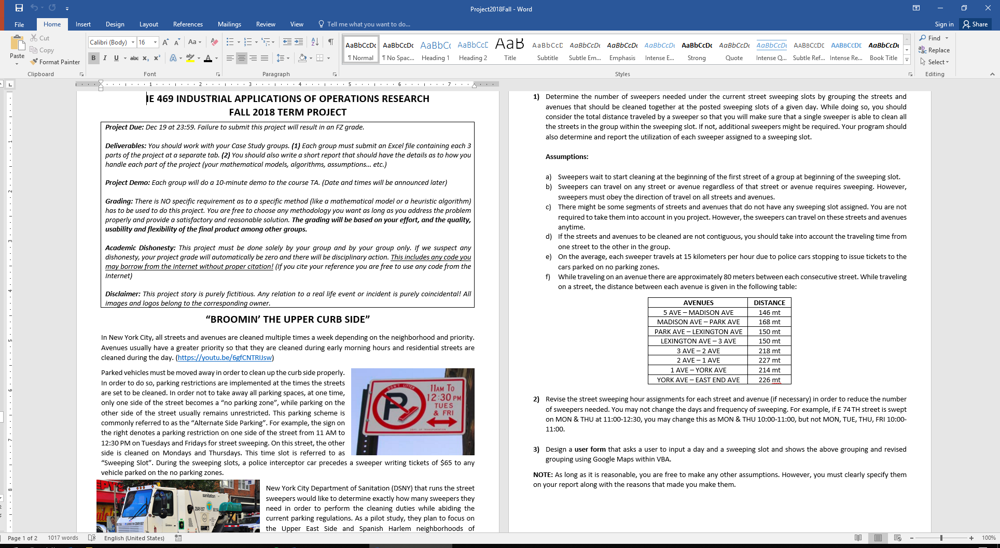 Project2018Fall - Word
File Home Insert Design Layout References Mailings Review View Tell me what you want to do... Sign in Share
Paste
Cut
Copy
Format Painter
Clipboard
Calibri (Body) 16
Font
Paragraph
AaBbCcDc AaBbCcDc AaBbC AaBbCcD AaB AaBbCcD AaBbCcDc AaBbCcDc AaBbCcDc AaBbCcDc AaBbCcDc AaBbCcDc AABBCCDE AABBCCDE AaBbCcDc
¶ Normal ¶ No Spac... Heading 1 Heading 2 Title Subtitle Subtle Em... Emphasis Intense E... Strong Quote Intense Q... Subtle Ref... Intense Re... Book Title
Styles
Find
Replace
Select
Editing
1 2 3 4 5 6 7
IE 469 INDUSTRIAL APPLICATIONS OF OPERATIONS RESEARCH
FALL 2018 TERM PROJECT
Project Due: Dec 19 at 23:59. Failure to submit this project will result in an FZ grade.
Deliverables: You should work with your Case Study groups. (1) Each group must submit an Excel file containing each 3
parts of the project at a separate tab. (2) You should also write a short report that should have the details as to how you
handle each part of the project (your mathematical models, algorithms, assumptions... etc.)
Project Demo: Each group will do a 10-minute demo to the course TA. (Date and times will be announced later)
Grading: There is NO specific requirement as to a specific method (like a mathematical model or a heuristic algorithm)
has to be used to do this project. You are free to choose any methodology you want as long as you address the problem
properly and provide a satisfactory and reasonable solution. The grading will be based on your effort, and the quality,
usability and flexibility of the final product among other groups.
Academic Dishonesty: This project must be done solely by your group and by your group only. If we suspect any
dishonesty, your project grade will automatically be zero and there will be disciplinary action. This includes any code you
may borrow from the Internet without proper citation! (If you cite your reference you are free to use any code from the
Internet)
Disclaimer: This project story is purely fictitious. Any relation to a real life event or incident is purely coincidental! All
images and logos belong to the corresponding owner.
“BROOMIN’ THE UPPER CURB SIDE”
In New York City, all streets and avenues are cleaned multiple times a week depending on the neighborhood and priority.
Avenues usually have a greater priority so that they are cleaned during early morning hours and residential streets are
cleaned during the day. (https://youtu.be/6gfCNTRIJsw)
Parked vehicles must be moved away in order to clean up the curb side properly.
In order to do so, parking restrictions are implemented at the times the streets
are set to be cleaned. In order not to take away all parking spaces, at one time,
only one side of the street becomes a “no parking zone”, while parking on the
other side of the street usually remains unrestricted. This parking scheme is
commonly referred to as the “Alternate Side Parking”. For example, the sign on
the right denotes a parking restriction on one side of the street from 11 AM to
12:30 PM on Tuesdays and Fridays for street sweeping. On this street, the other
side is cleaned on Mondays and Thursdays. This time slot is referred to as
“Sweeping Slot”. During the sweeping slots, a police interceptor car precedes a sweeper writing tickets of $65 to any
vehicle parked on the no parking zones.
DON'T LITTER
11AM TO
12:30 PM
TUES
& FRI
DEPT. OF TRANSPORTATION
sanitation
New York City Department of Sanitation (DSNY) that runs the street
sweepers would like to determine exactly how many sweepers they
need in order to perform the cleaning duties while abiding the
current parking regulations. As a pilot study, they plan to focus on
the Upper East Side and Spanish Harlem neighborhoods of
1) Determine the number of sweepers needed under the current street sweeping slots by grouping the streets and
avenues that should be cleaned together at the posted sweeping slots of a given day. While doing so, you should
consider the total distance traveled by a sweeper so that you will make sure that a single sweeper is able to clean all
the streets in the group within the sweeping slot. If not, additional sweepers might be required. Your program should
also determine and report the utilization of each sweeper assigned to a sweeping slot.
Assumptions:
a) Sweepers wait to start cleaning at the beginning of the first street of a group at beginning of the sweeping slot.
b) Sweepers can travel on any street or avenue regardless of that street or avenue requires sweeping. However,
sweepers must obey the direction of travel on all streets and avenues.
c) There might be some segments of streets and avenues that do not have any sweeping slot assigned. You are not
required to take them into account in you project. However, the sweepers can travel on these streets and avenues
anytime.
d) If the streets and avenues to be cleaned are not contiguous, you should take into account the traveling time from
one street to the other in the group.
e) On the average, each sweeper travels at 15 kilometers per hour due to police cars stopping to issue tickets to the
cars parked on no parking zones.
f) While traveling on an avenue there are approximately 80 meters between each consecutive street. While traveling
on a street, the distance between each avenue is given in the following table:
AVENUES DISTANCE
5 AVE – MADISON AVE 146 mt
MADISON AVE – PARK AVE 168 mt
PARK AVE – LEXINGTON AVE 150 mt
LEXINGTON AVE – 3 AVE 150 mt
3 AVE – 2 AVE 218 mt
2 AVE – 1 AVE 227 mt
1 AVE – YORK AVE 214 mt
YORK AVE – EAST END AVE 226 mt
2) Revise the street sweeping hour assignments for each street and avenue (if necessary) in order to reduce the number
of sweepers needed. You may not change the days and frequency of sweeping. For example, if E 74 TH street is swept
on MON & THU at 11:00-12:30, you may change this as MON & THU 10:00-11:00, but not MON, TUE, THU, FRI 10:00-
11:00.
3) Design a user form that asks a user to input a day and a sweeping slot and shows the above grouping and revised
grouping using Google Maps within VBA.
NOTE: As long as it is reasonable, you are free to make any other assumptions. However, you must clearly specify them
on your report along with the reasons that made you make them.
Page 1 of 2 1017 words English (United States) 100%